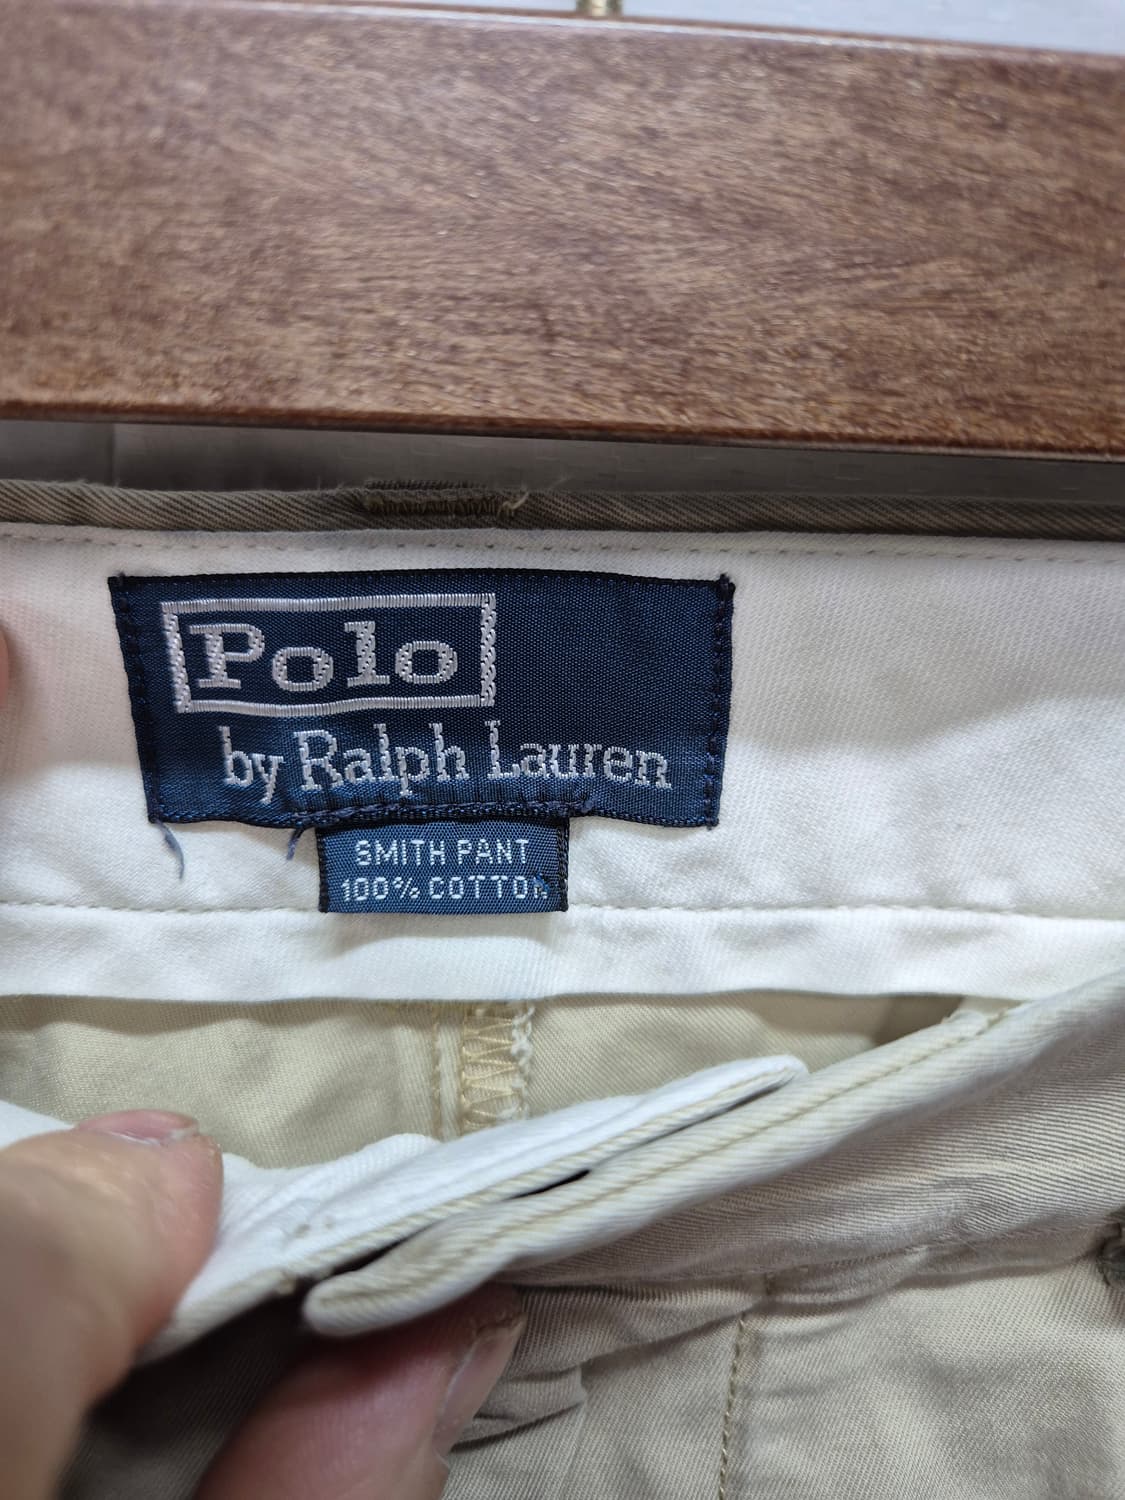 Polo
by Ralph Lauren
SMITH PANT
100% COTTON